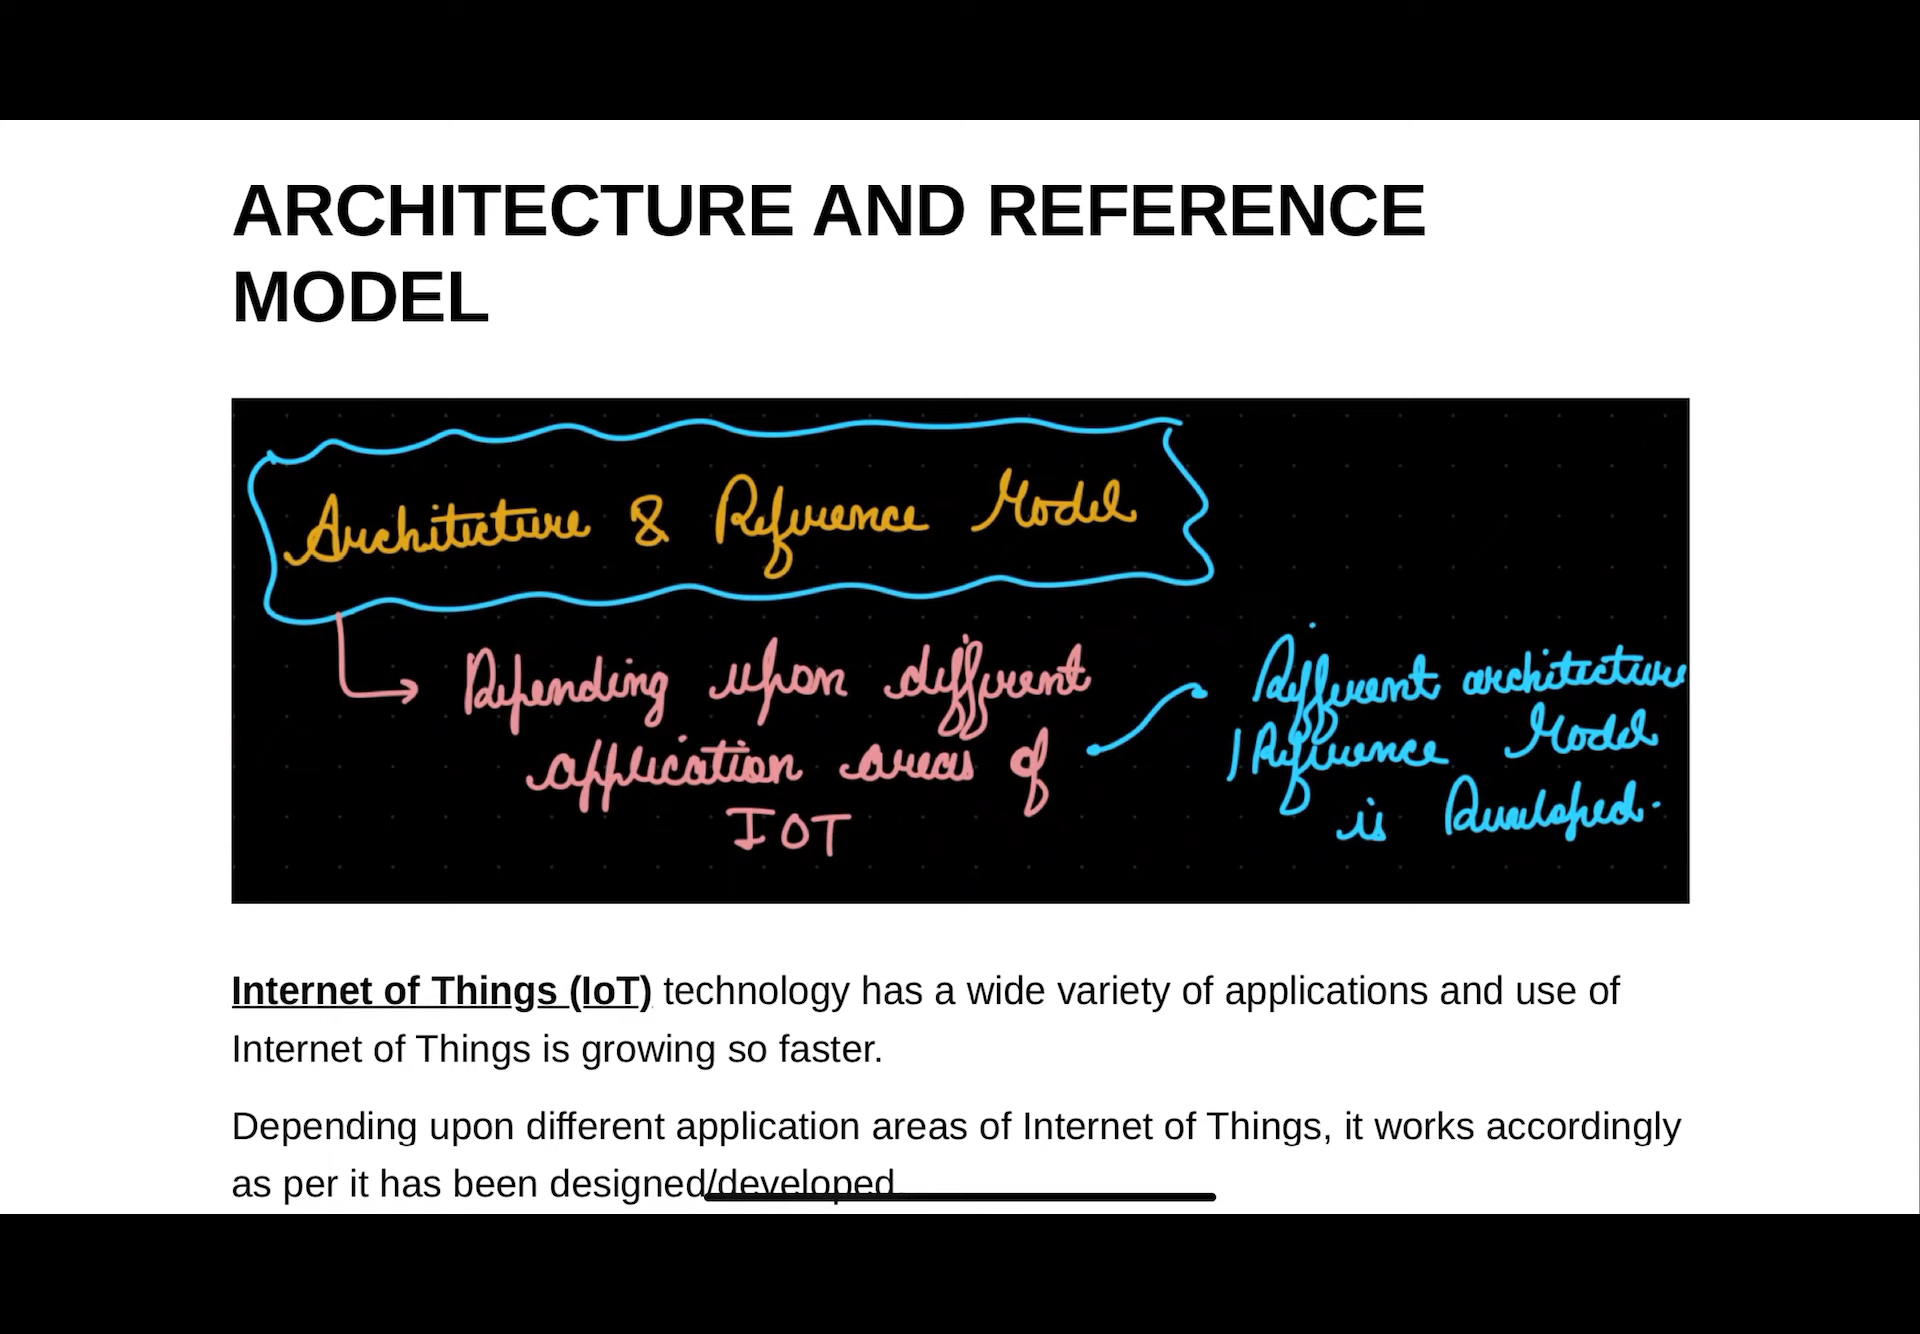 ARCHITECTURE AND REFERENCE
MODEL
Architecture & Reference Model
Depending upon different
application areas of
IOT
Different architecture
/Reference Model
is Developed.
Internet of Things (IoT) technology has a wide variety of applications and use of
Internet of Things is growing so faster.
Depending upon different application areas of Internet of Things, it works accordingly
as per it has been designed/developed.